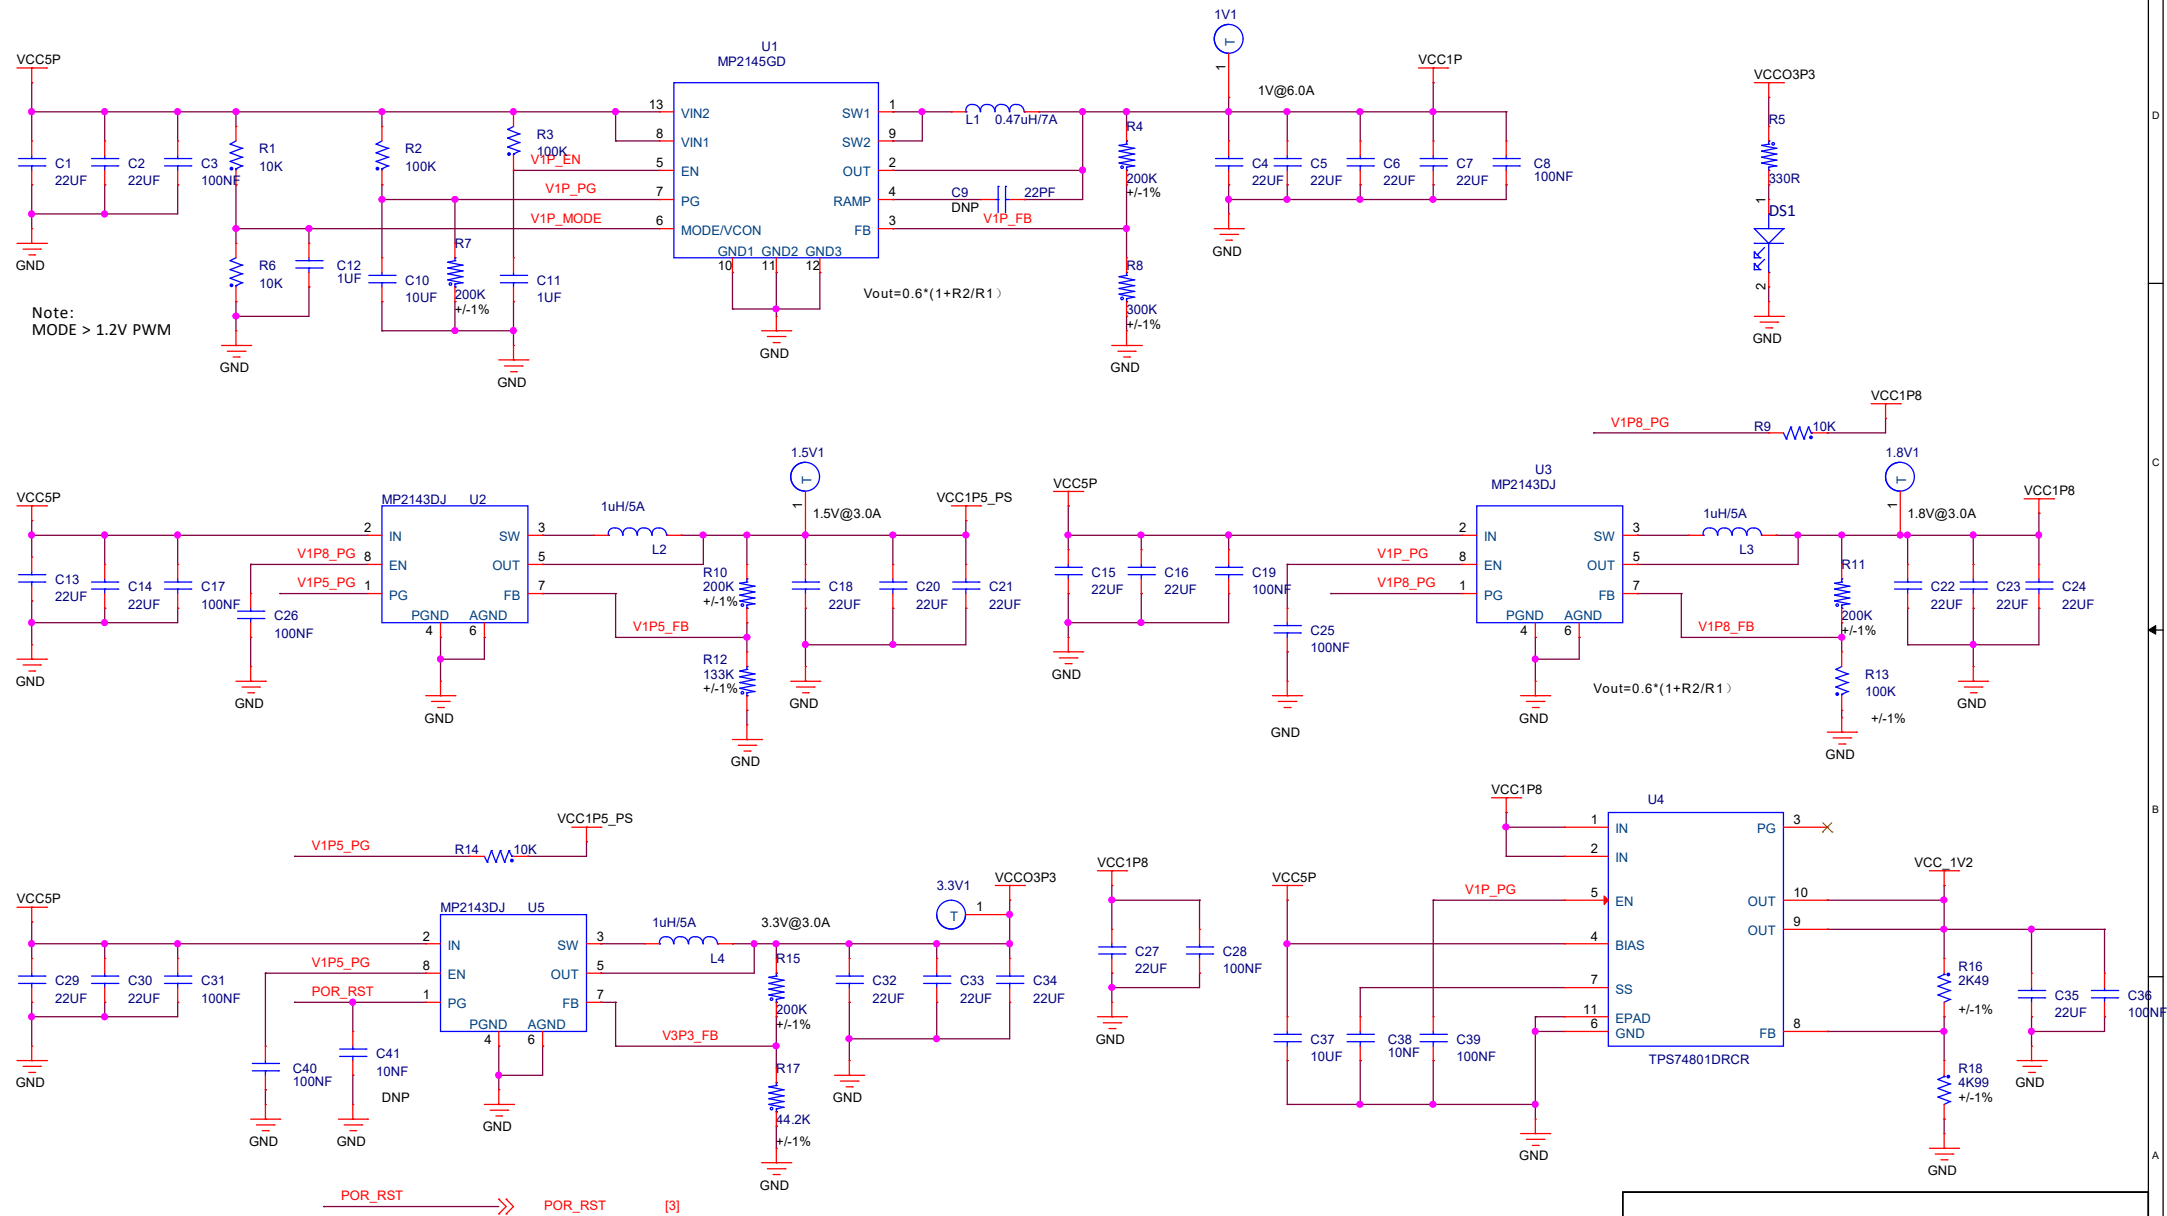 VCC5P
U1
MP2145GD
13
VIN2
8
VIN1
5
EN
7
PG
6
MODE/VCON
SW1
1
SW2
9
OUT
2
RAMP
4
FB
3
GND1
GND2
GND3
10
11
12
C1
22UF
C2
22UF
C3
100NF
R1
10K
R2
100K
R3
100K
V1P_EN
V1P_PG
V1P_MODE
R6
10K
C12
1UF
C10
10UF
R7
200K
+/-1%
C11
1UF
GND
GND
GND
GND
Note:
MODE > 1.2V PWM
L1
0.47uH/7A
C9
DNP
22PF
V1P_FB
R4
200K
+/-1%
R8
300K
+/-1%
GND
Vout=0.6*(1+R2/R1)
1V1
T
1
1V@6.0A
VCC1P
C4
22UF
C5
22UF
C6
22UF
C7
22UF
C8
100NF
GND
VCCO3P3
R5
330R
1
DS1
2
GND
D
VCC5P
MP2143DJ
U2
2
IN
V1P8_PG
8
EN
V1P5_PG
1
PG
SW
3
OUT
5
FB
7
PGND
AGND
4
6
C13
22UF
C14
22UF
C17
100NF
C26
100NF
GND
GND
GND
1uH/5A
L2
V1P5_FB
R10
200K
+/-1%
R12
133K
+/-1%
GND
1.5V1
T
1
1.5V@3.0A
VCC1P5_PS
C18
22UF
C20
22UF
C21
22UF
GND
VCC5P
U3
MP2143DJ
2
IN
V1P_PG
8
EN
V1P8_PG
1
PG
SW
3
OUT
5
FB
7
PGND
AGND
4
6
C15
22UF
C16
22UF
C19
100NF
C25
100NF
GND
GND
GND
1uH/5A
L3
V1P8_FB
R11
200K
+/-1%
R13
100K
+/-1%
GND
Vout=0.6*(1+R2/R1)
V1P8_PG
R9
10K
VCC1P8
1.8V1
T
1
1.8V@3.0A
VCC1P8
C22
22UF
C23
22UF
C24
22UF
GND
C
V1P5_PG
R14
10K
VCC1P5_PS
VCC5P
MP2143DJ
U5
2
IN
V1P5_PG
8
EN
POR_RST
1
PG
SW
3
OUT
5
FB
7
PGND
AGND
4
6
C29
22UF
C30
22UF
C31
100NF
C40
100NF
C41
10NF
DNP
GND
GND
GND
GND
1uH/5A
L4
V3P3_FB
R15
200K
+/-1%
R17
44.2K
+/-1%
GND
3.3V1
T
1
3.3V@3.0A
VCCO3P3
C32
22UF
C33
22UF
C34
22UF
GND
VCC1P8
C27
22UF
C28
100NF
GND
VCC1P8
U4
1
IN
2
IN
V1P_PG
5
EN
4
BIAS
7
SS
11
EPAD
6
GND
PG
3
OUT
10
OUT
9
FB
8
TPS74801DRCR
VCC5P
C37
10UF
C38
10NF
C39
100NF
GND
VCC_1V2
R16
2K49
+/-1%
R18
4K99
+/-1%
C35
22UF
C36
100NF
GND
GND
B
A
POR_RST
POR_RST
[3]